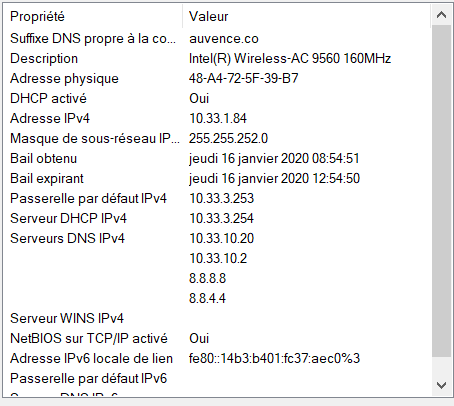 Propriété Valeur
Suffixe DNS propre à la co... auvence.co
Description Intel(R) Wireless-AC 9560 160MHz
Adresse physique 48-A4-72-5F-39-B7
DHCP activé Oui
Adresse IPv4 10.33.1.84
Masque de sous-réseau IP... 255.255.252.0
Bail obtenu jeudi 16 janvier 2020 08:54:51
Bail expirant jeudi 16 janvier 2020 12:54:50
Passerelle par défaut IPv4 10.33.3.253
Serveur DHCP IPv4 10.33.3.254
Serveurs DNS IPv4 10.33.10.20
10.33.10.2
8.8.8.8
8.8.4.4
Serveur WINS IPv4
NetBIOS sur TCP/IP activé Oui
Adresse IPv6 locale de lien fe80::14b3:b401:fc37:aec0%3
Passerelle par défaut IPv6